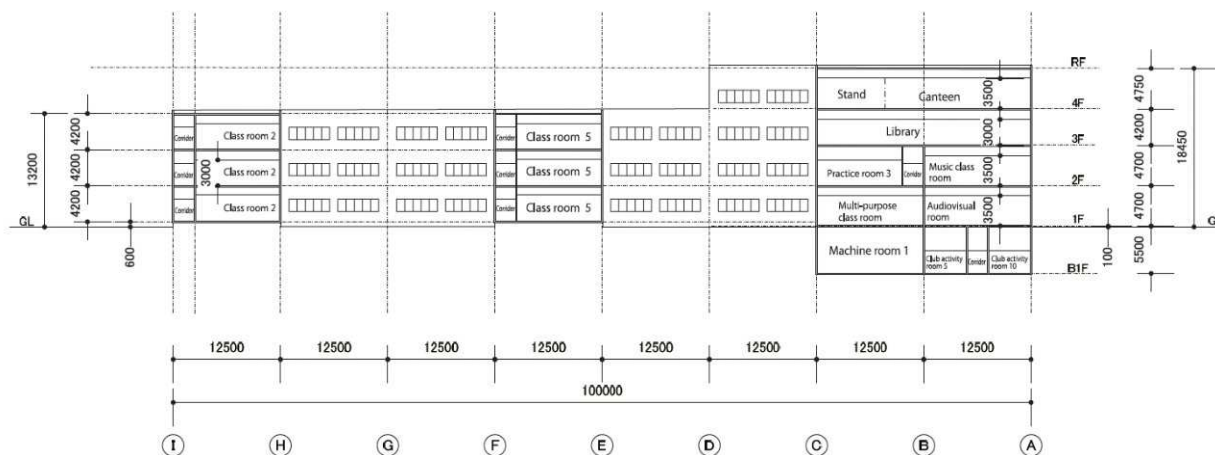 RF
Stand
Canteen
3500
4750
4F
Class room 2
Corridor
Class room 5
Corridor
Library
3000
4200
3F
18450
13200
4200
4200
4200
Class room 2
Corridor
3000
Class room 5
Corridor
Practice room 3
Corridor
Music class
room
3500
4700
2F
Class room 2
Corridor
Class room 5
Corridor
Multi-purpose
class room
Audiovisual
room
3500
4700
1F
GL
G
600
100
Machine room 1
Club activity
room 5
Corridor
Club activity
room 10
5500
B1F
12500 12500 12500 12500 12500 12500 12500 12500
100000
I H G F E D C B A